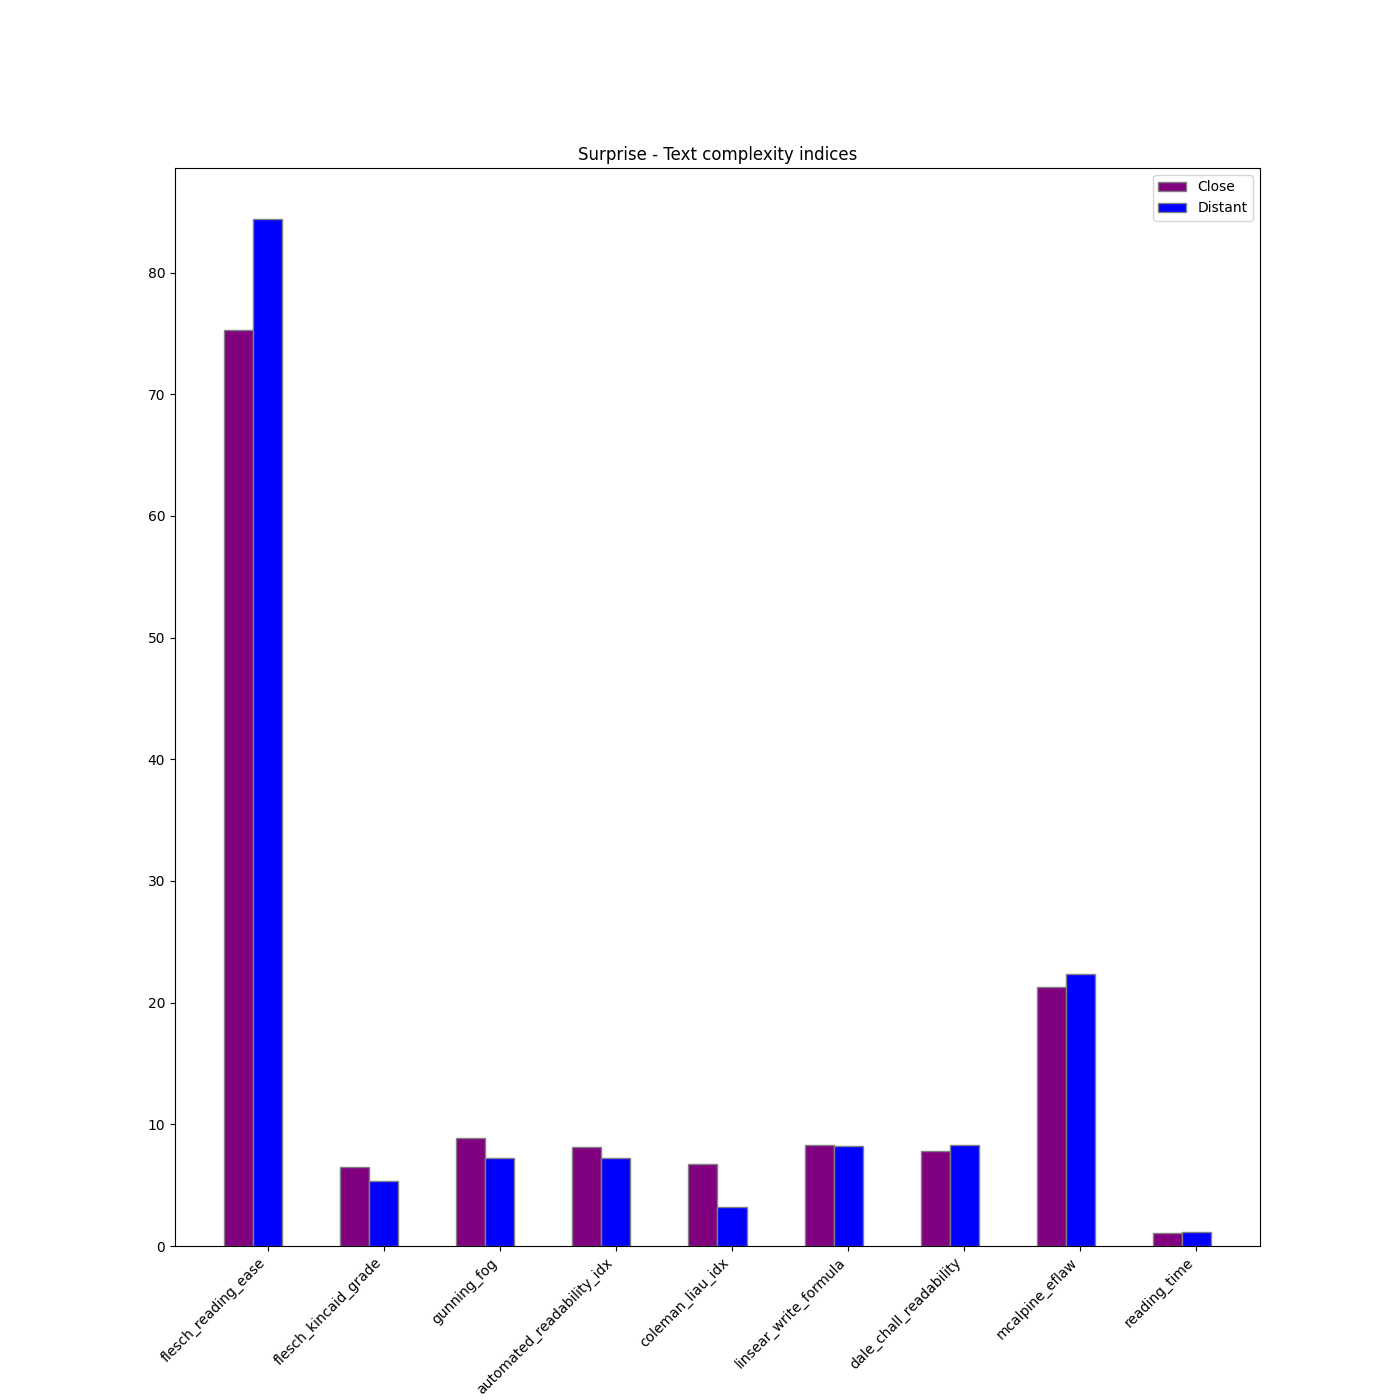 Surprise - Text complexity indices
Close
Distant
80
70
60
50
40
30
20
10
0
flesch_reading_ease
flesch_kincaid_grade
gunning_fog
automated_readability_idx
coleman_liau_idx
linsear_write_formula
dale_chall_readability
mcalpine_eflaw
reading_time